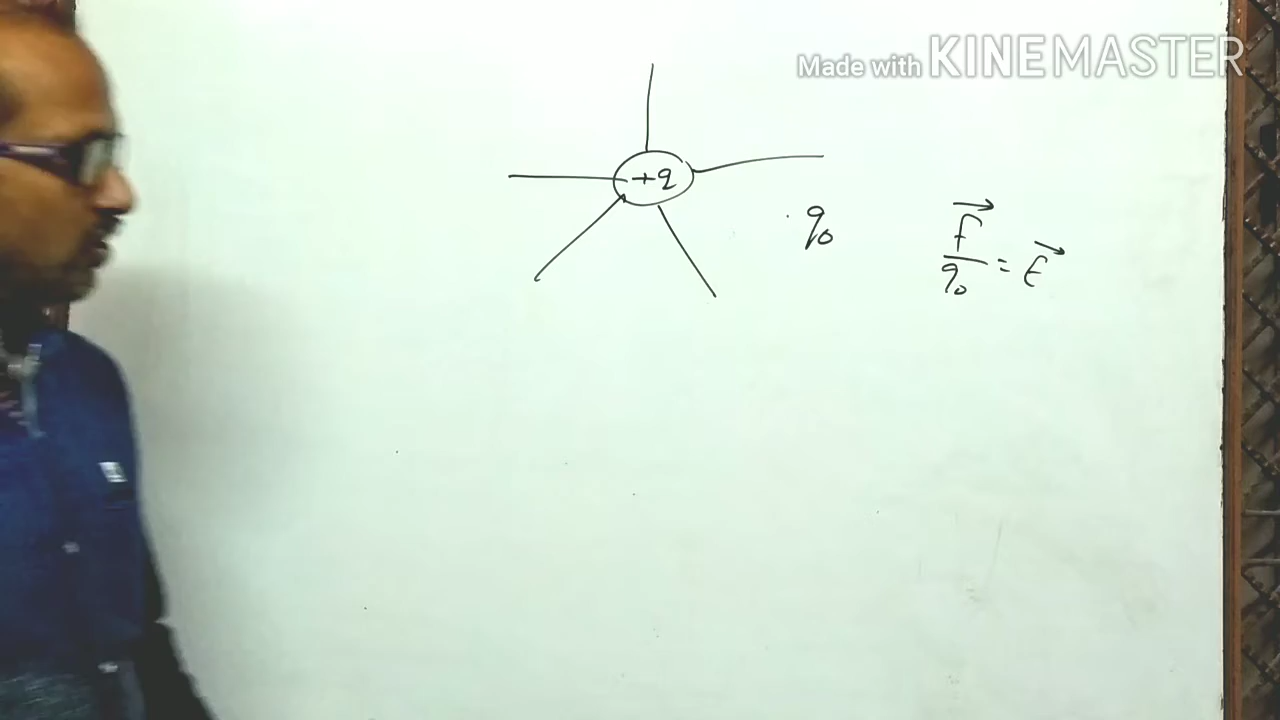 Made with KINEMASTER
+q
q₀
F⃗
q₀ = E⃗